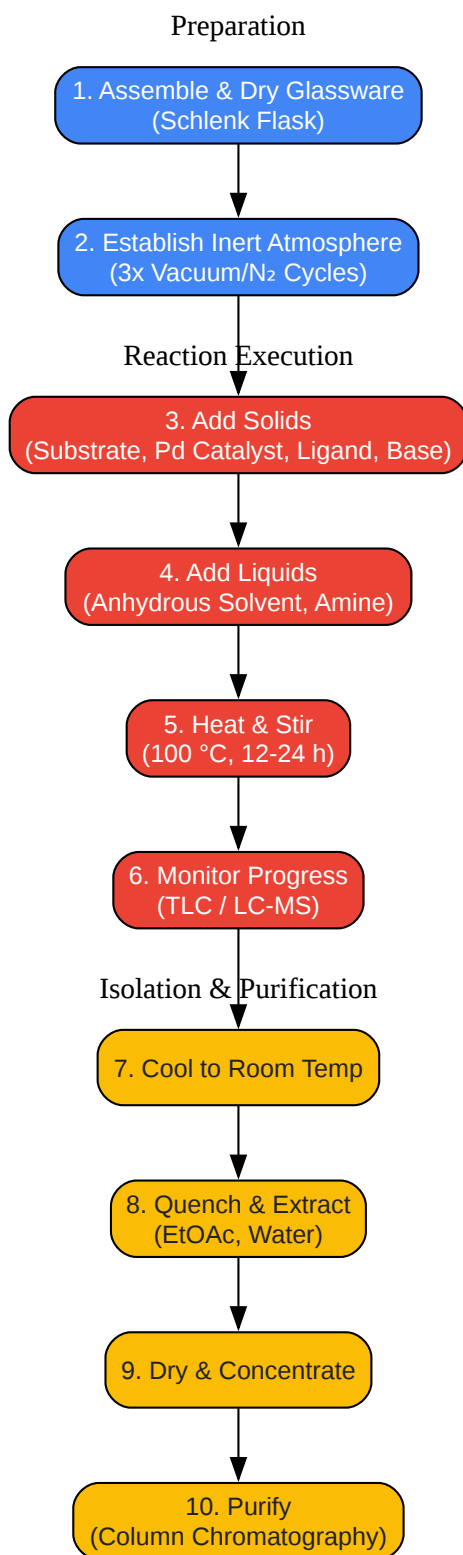 Preparation
1. Assemble & Dry Glassware
(Schlenk Flask)
2. Establish Inert Atmosphere
(3x Vacuum/N₂ Cycles)
Reaction Execution
3. Add Solids
(Substrate, Pd Catalyst, Ligand, Base)
4. Add Liquids
(Anhydrous Solvent, Amine)
5. Heat & Stir
(100 °C, 12-24 h)
6. Monitor Progress
(TLC / LC-MS)
Isolation & Purification
7. Cool to Room Temp
8. Quench & Extract
(EtOAc, Water)
9. Dry & Concentrate
10. Purify
(Column Chromatography)